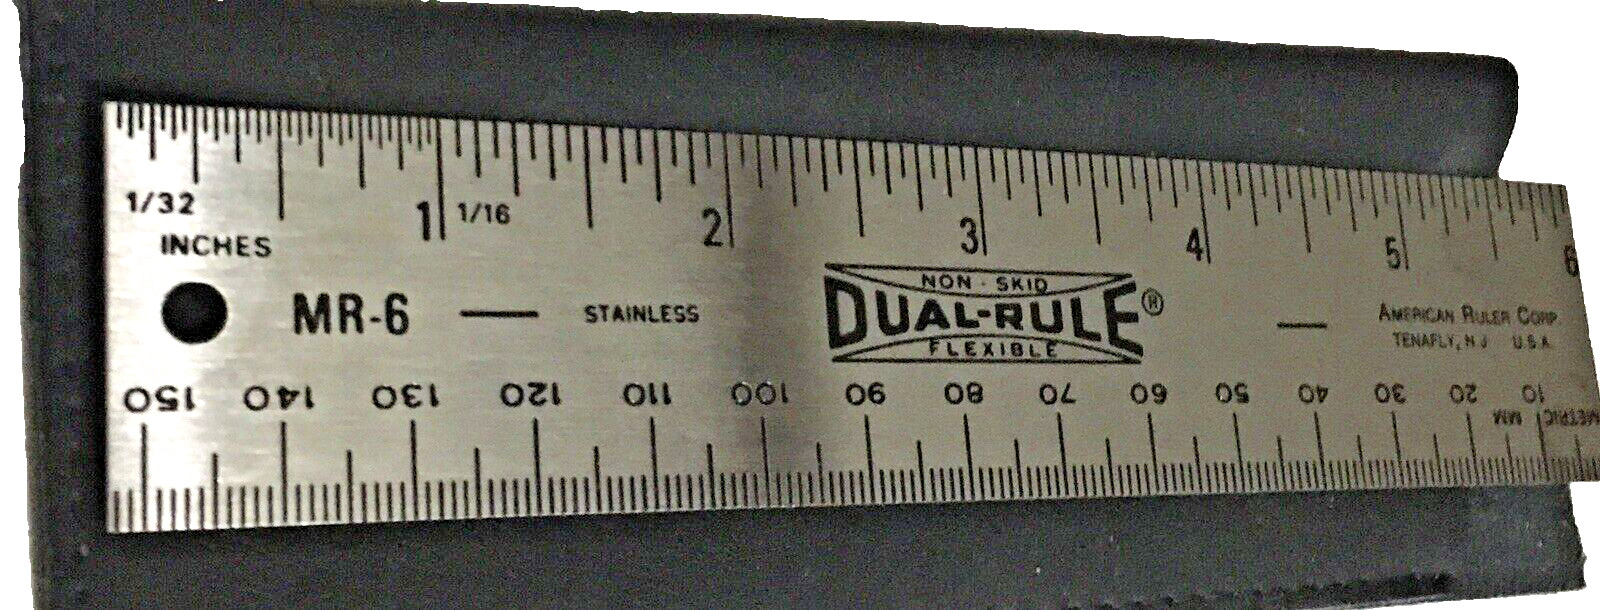 1 2 3 4 5 6
1/32 1/16
INCHES
MR-6 — STAINLESS
NON - SKID
DUAL-RULE®
FLEXIBLE
— AMERICAN RULER CORP.
TENAFLY, N J U.S.A.
150 140 130 120 110 100 90 80 70 60 50 40 30 20 10
METRIC MM